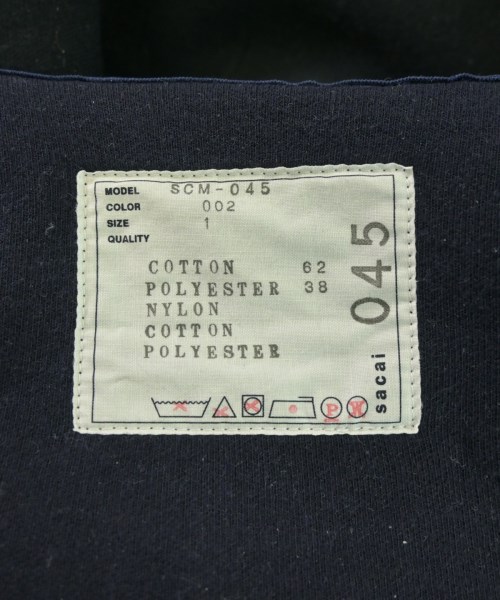 MODEL SCM-045
COLOR 002
SIZE 1
QUALITY
COTTON 62
POLYESTER 38
NYLON
COTTON
POLYESTER
P W
sacai 045